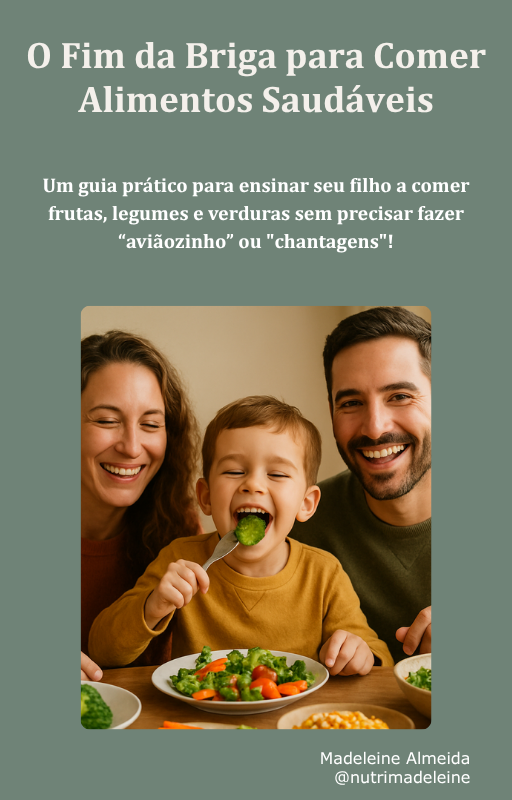 O Fim da Briga para Comer
Alimentos Saudáveis
Um guia prático para ensinar seu filho a comer
frutas, legumes e verduras sem precisar fazer
“aviãozinho” ou "chantagens"!
Madeleine Almeida
@nutrimadeleine